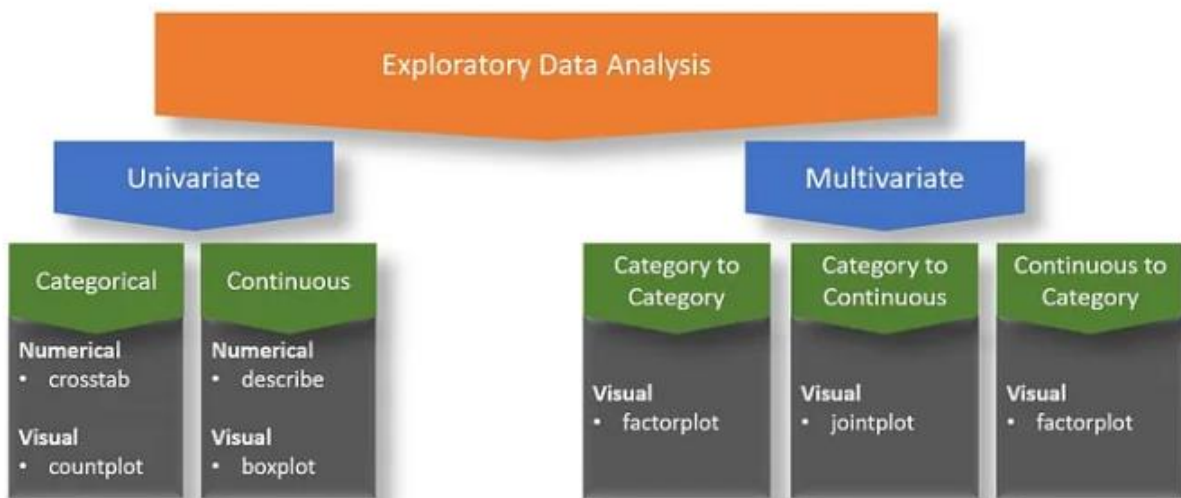 Exploratory Data Analysis
Univariate
Multivariate
Categorical
Numerical
• crosstab
Visual
• countplot
Continuous
Numerical
• describe
Visual
• boxplot
Category to
Category
Visual
• factorplot
Category to
Continuous
Visual
• jointplot
Continuous to
Category
Visual
• factorplot